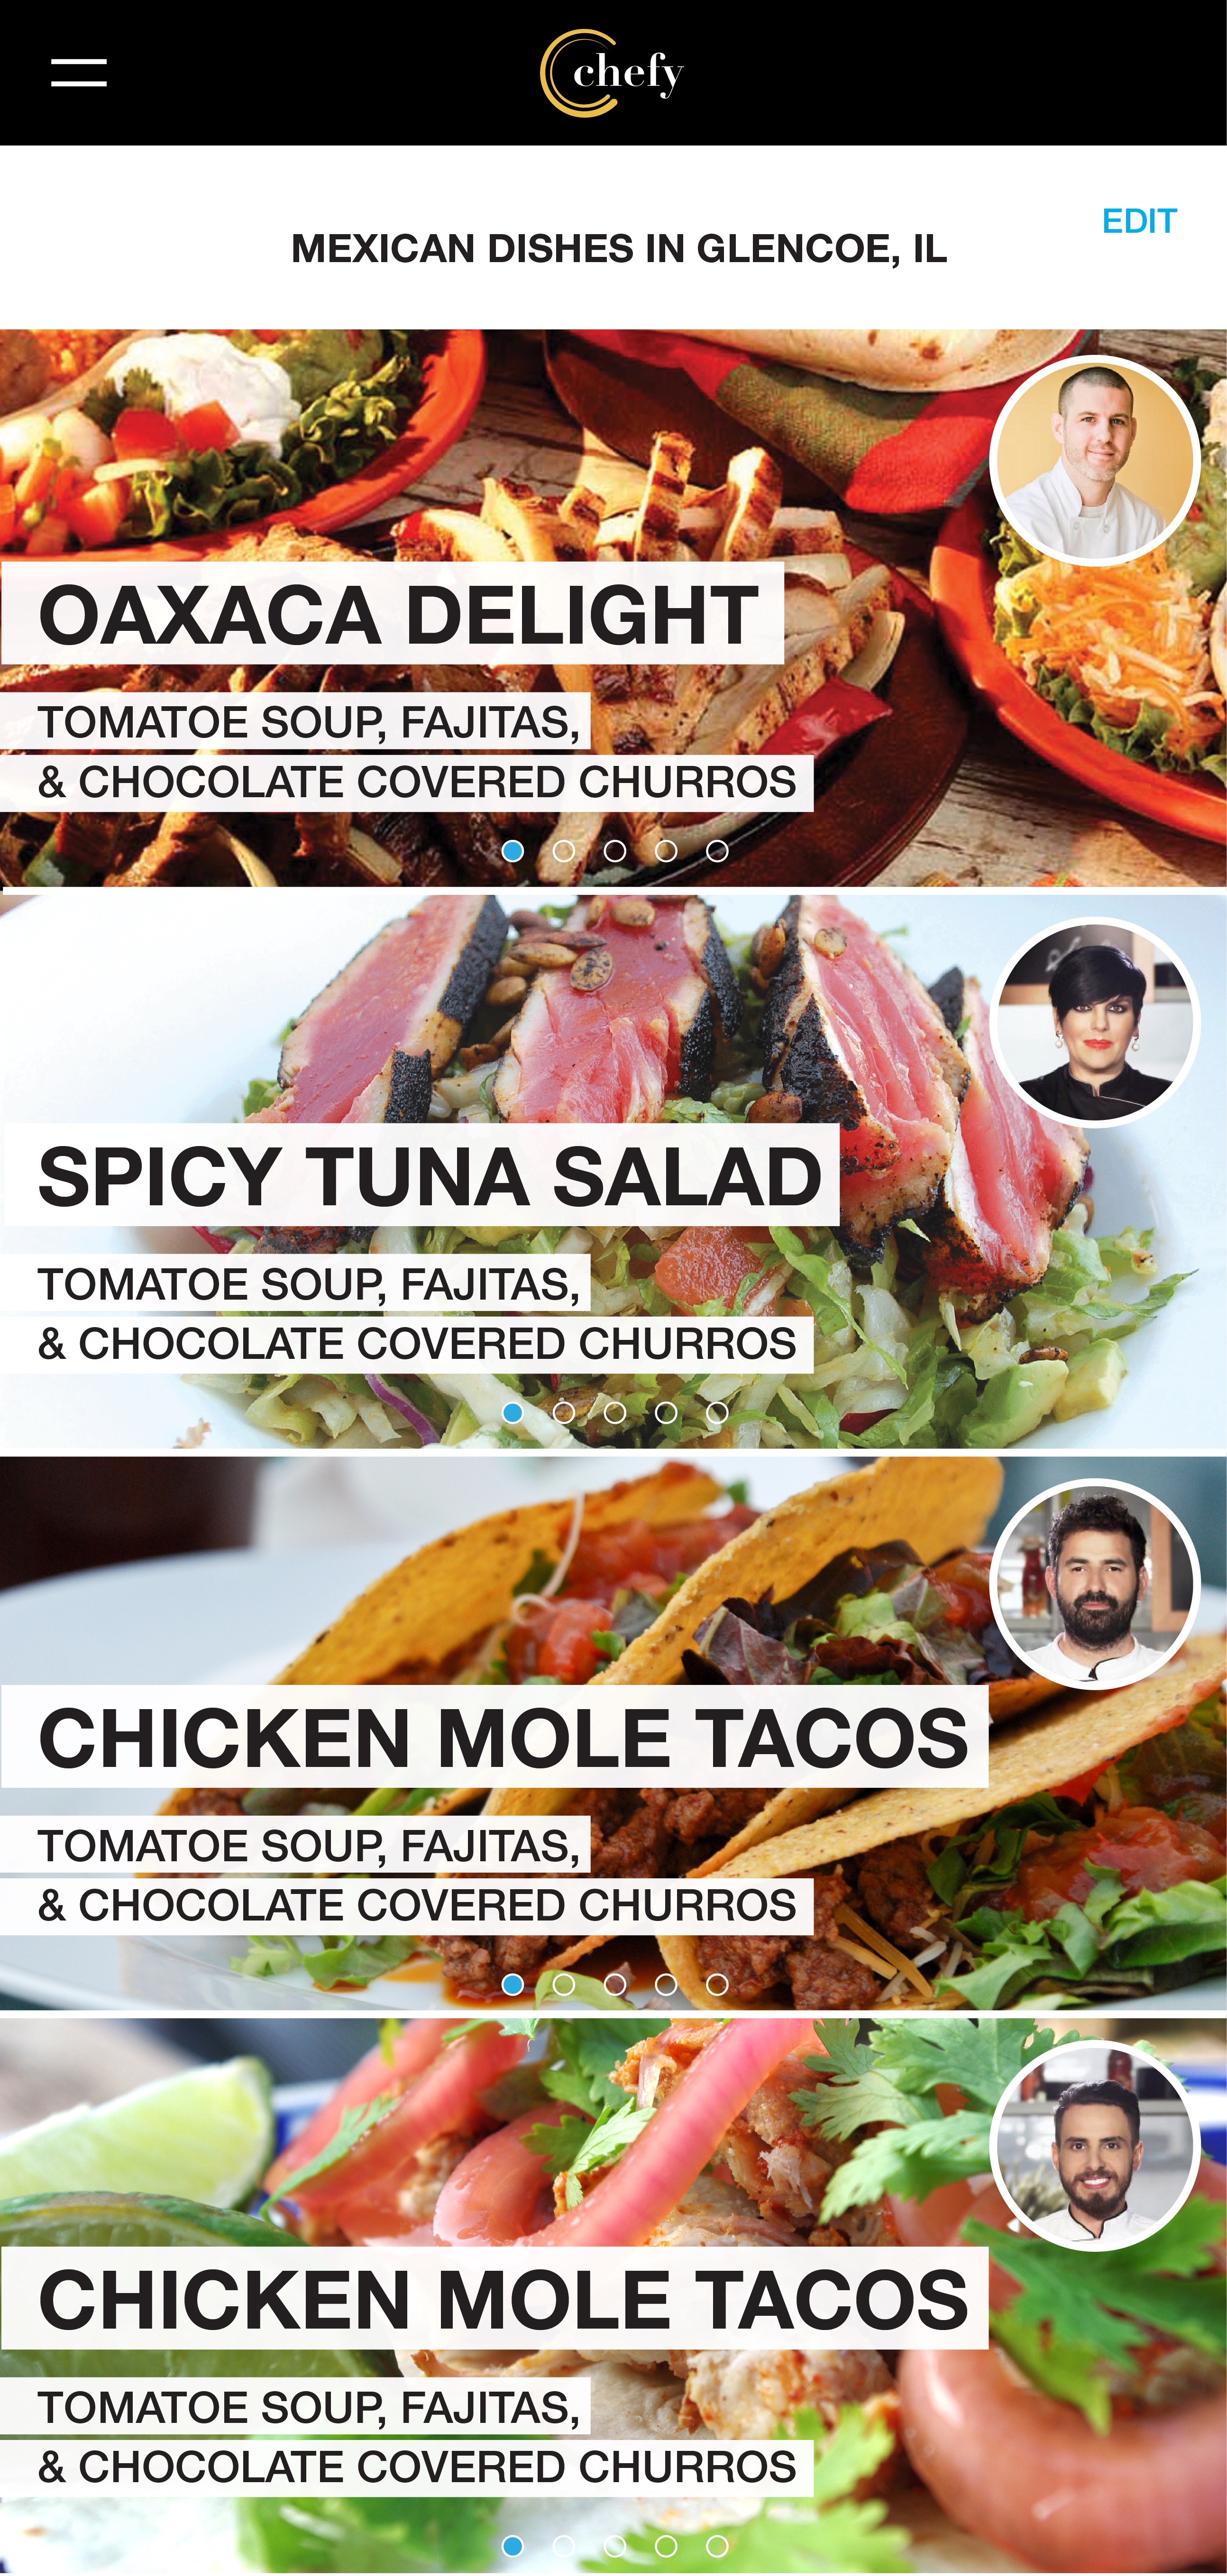 chefy
EDIT
MEXICAN DISHES IN GLENCOE, IL
OAXACA DELIGHT
TOMATOE SOUP, FAJITAS,
& CHOCOLATE COVERED CHURROS
SPICY TUNA SALAD
TOMATOE SOUP, FAJITAS,
& CHOCOLATE COVERED CHURROS
CHICKEN MOLE TACOS
TOMATOE SOUP, FAJITAS,
& CHOCOLATE COVERED CHURROS
CHICKEN MOLE TACOS
TOMATOE SOUP, FAJITAS,
& CHOCOLATE COVERED CHURROS